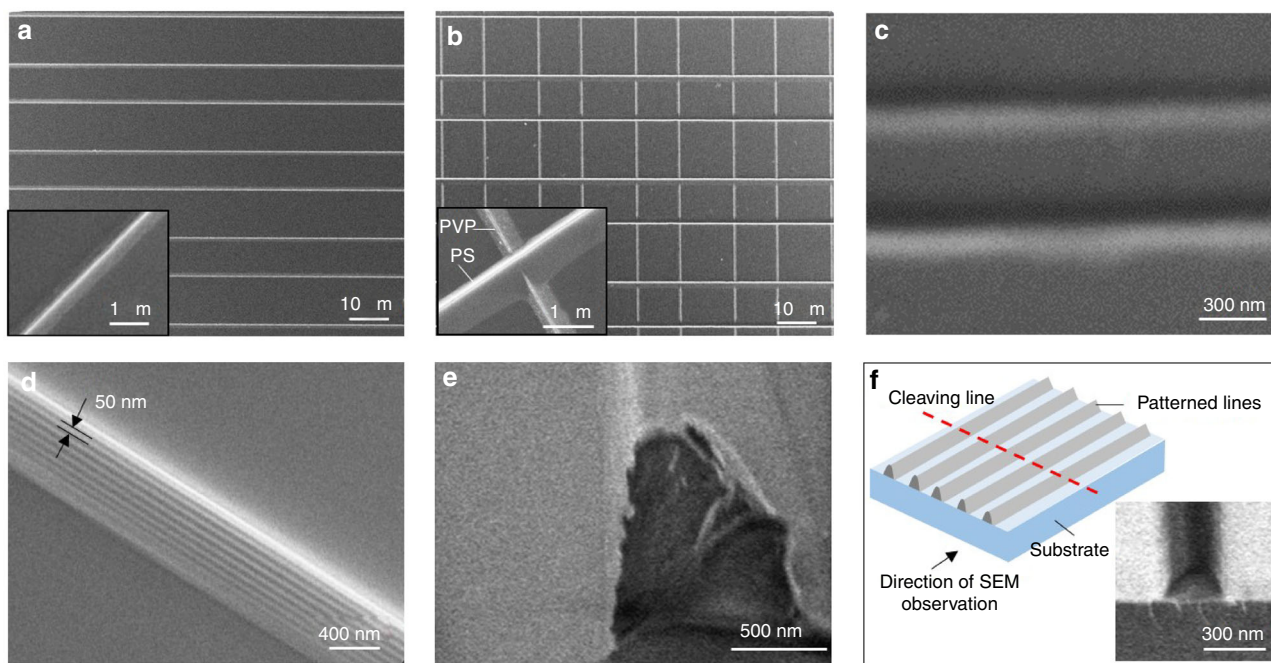 a
1 m
10 m
b
PVP
PS
1 m
10 m
c
300 nm
d
50 nm
400 nm
e
500 nm
f
Cleaving line
Patterned lines
Substrate
Direction of SEM
observation
300 nm